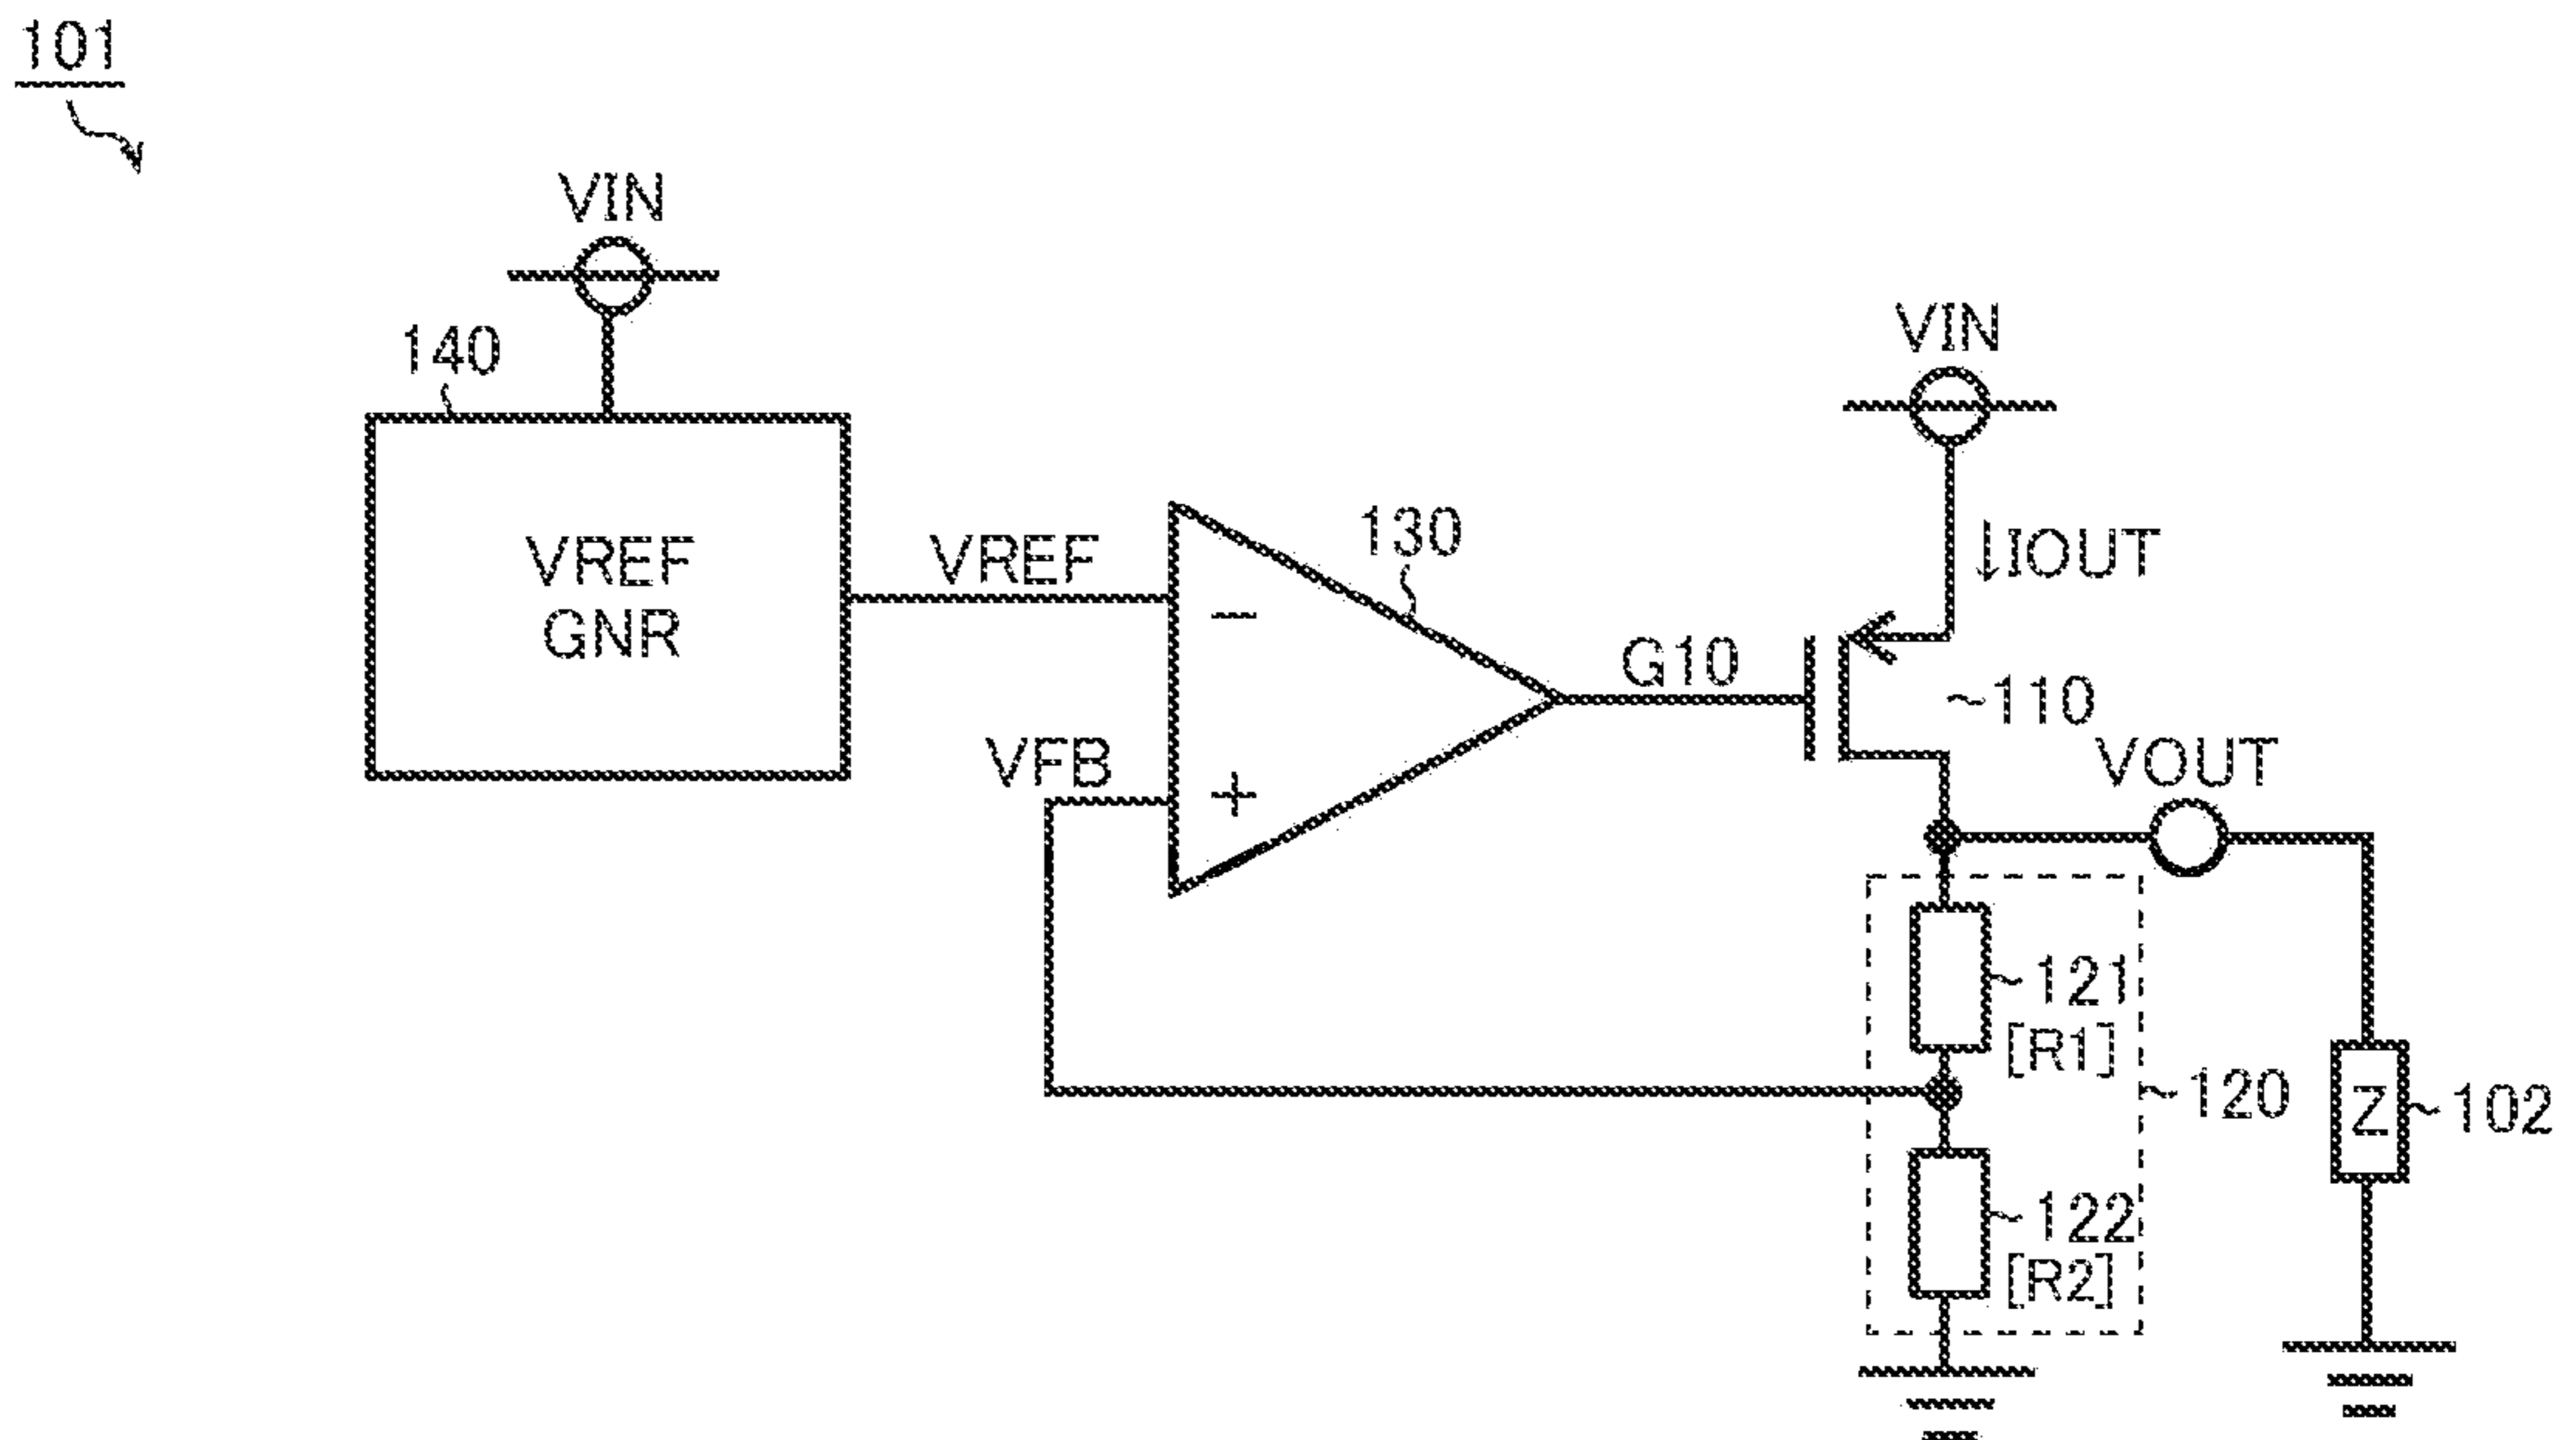 101
VIN
140
VREF
GNR
VREF
VFB
−
+
130
G10
VIN
↓IOUT
110
VOUT
121
[R1]
120
122
[R2]
Z
102